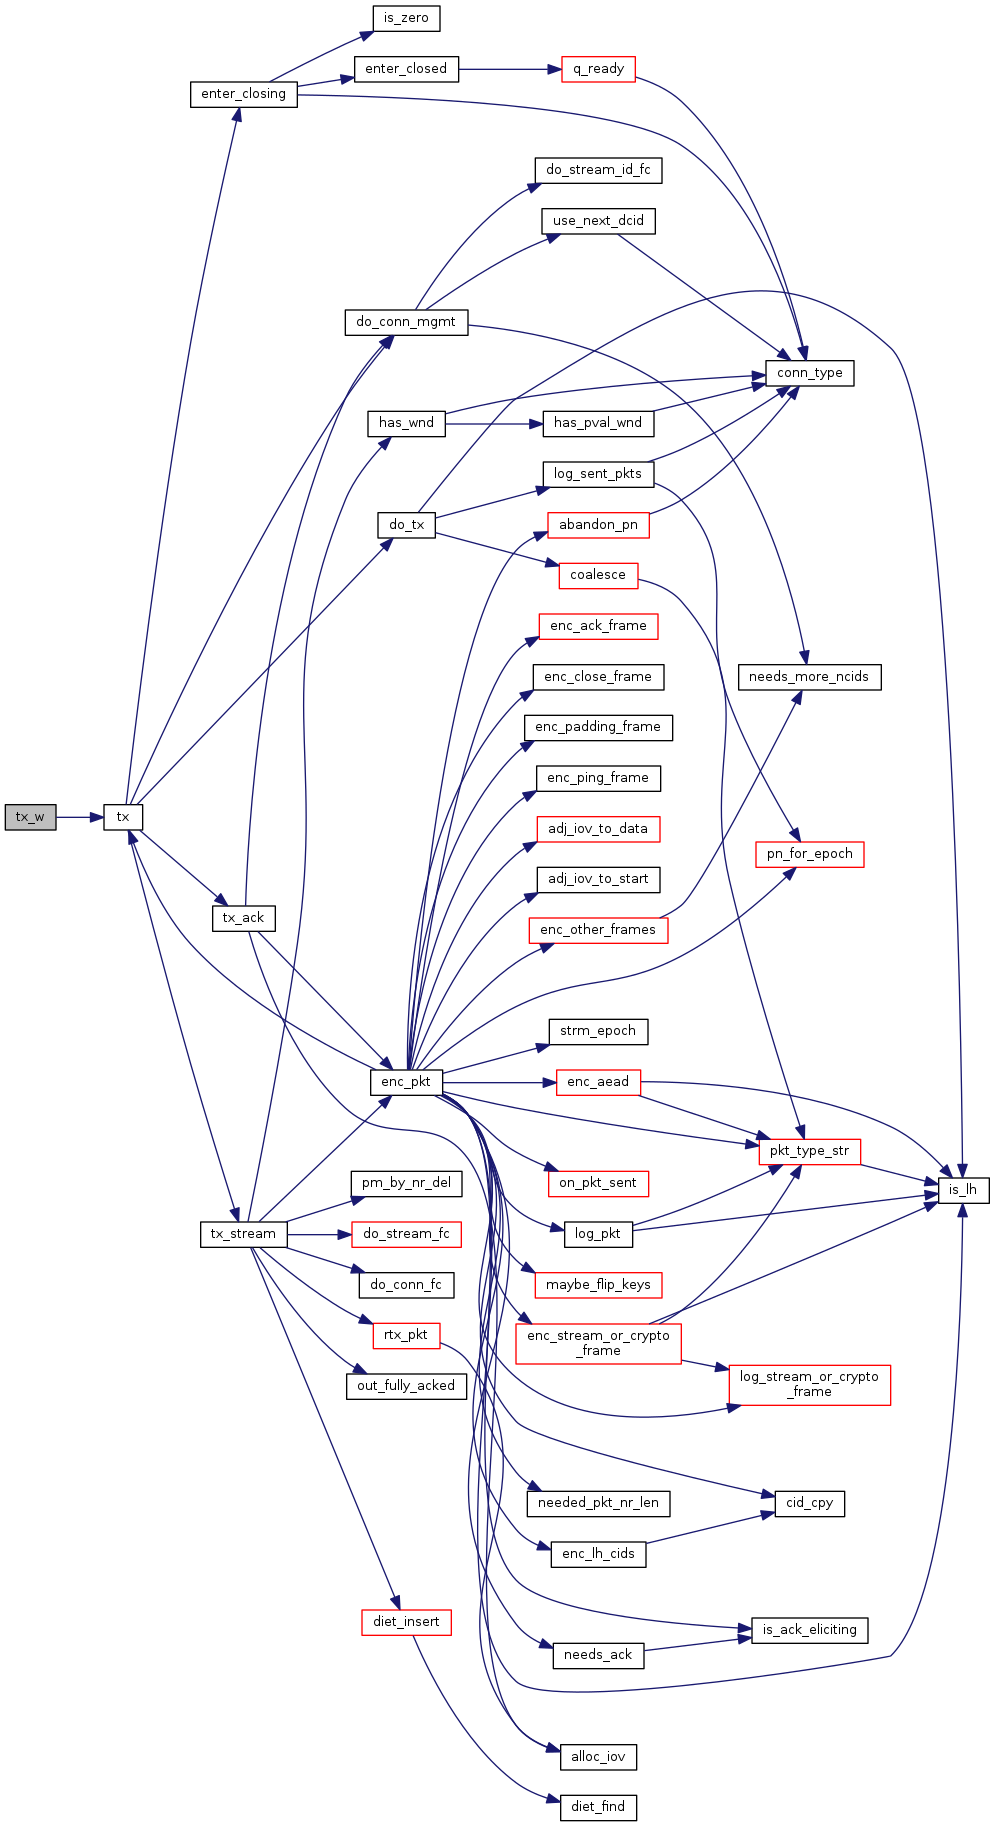 is_zero
enter_closed
q_ready
enter_closing
do_stream_id_fc
use_next_dcid
do_conn_mgmt
conn_type
has_wnd
has_pval_wnd
log_sent_pkts
do_tx
abandon_pn
coalesce
enc_ack_frame
enc_close_frame
needs_more_ncids
enc_padding_frame
enc_ping_frame
tx_w
tx
adj_iov_to_data
pn_for_epoch
adj_iov_to_start
tx_ack
enc_other_frames
strm_epoch
enc_pkt
enc_aead
pkt_type_str
pm_by_nr_del
on_pkt_sent
is_lh
tx_stream
do_stream_fc
log_pkt
do_conn_fc
maybe_flip_keys
rtx_pkt
enc_stream_or_crypto
_frame
out_fully_acked
log_stream_or_crypto
_frame
needed_pkt_nr_len
cid_cpy
enc_lh_cids
diet_insert
is_ack_eliciting
needs_ack
alloc_iov
diet_find